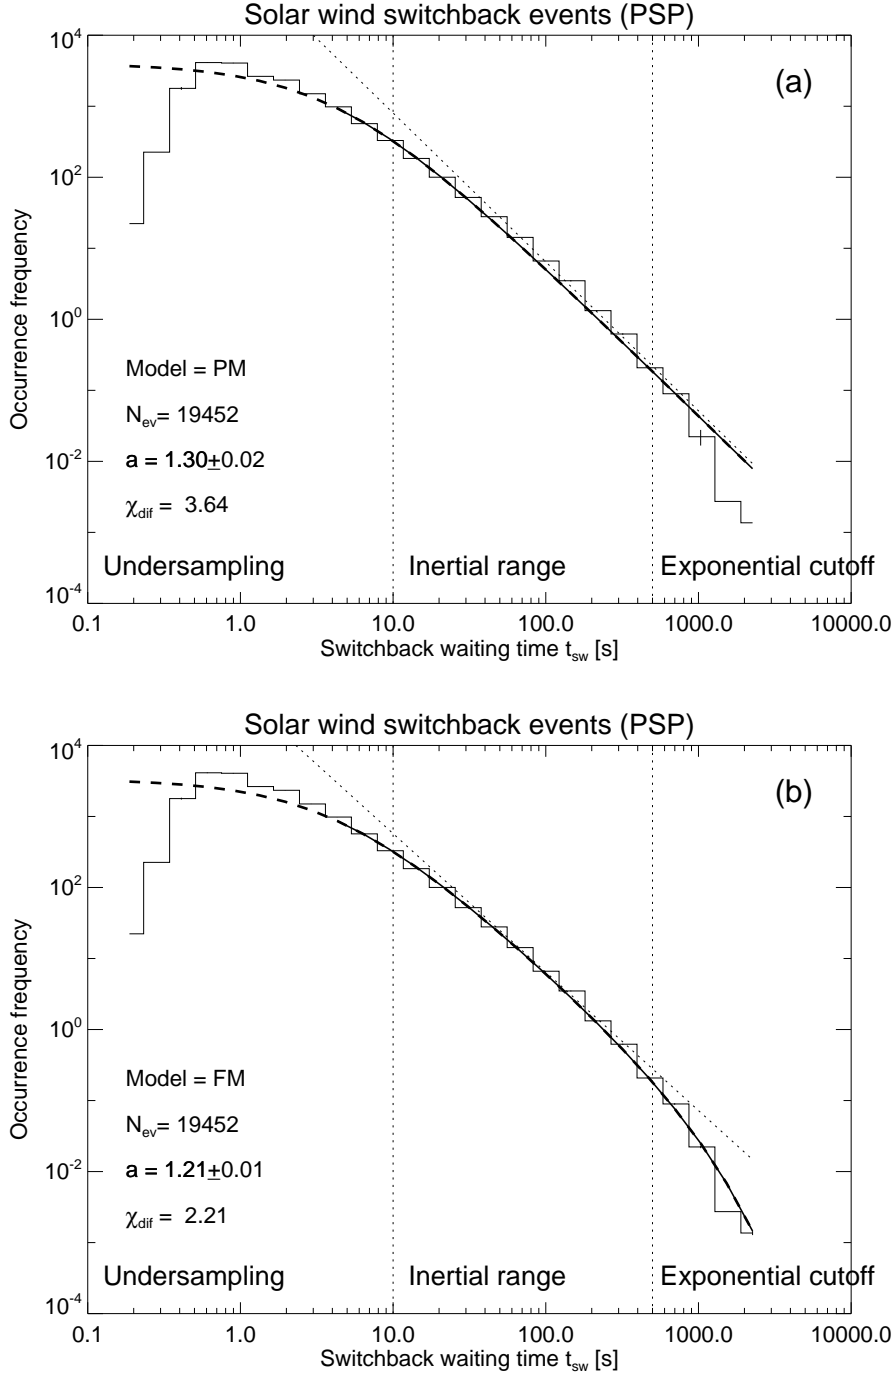 Solar wind switchback events (PSP)
10^4
(a)
10^2
10^0
10^-2
10^-4
Occurrence frequency
Model = PM
N_ev= 19452
a = 1.30±0.02
χ_dif = 3.64
Undersampling Inertial range Exponential cutoff
0.1 1.0 10.0 100.0 1000.0 10000.0
Switchback waiting time t_sw [s]
Solar wind switchback events (PSP)
10^4
(b)
10^2
10^0
10^-2
10^-4
Occurrence frequency
Model = FM
N_ev= 19452
a = 1.21±0.01
χ_dif = 2.21
Undersampling Inertial range Exponential cutoff
0.1 1.0 10.0 100.0 1000.0 10000.0
Switchback waiting time t_sw [s]